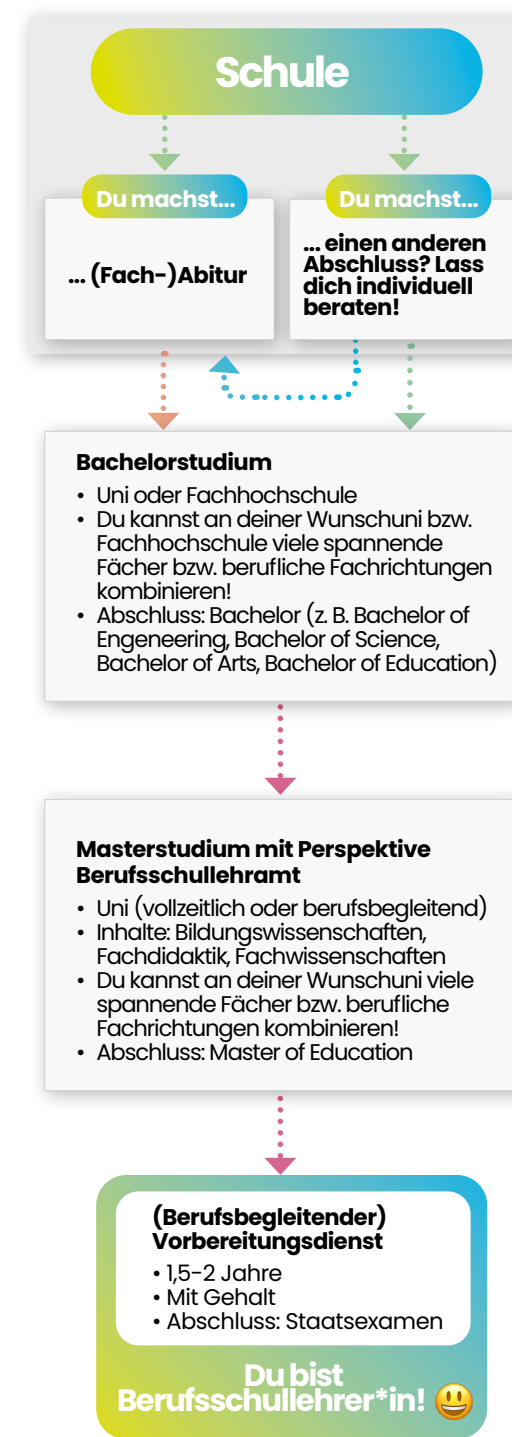 Schule
Du machst...
... (Fach-)Abitur
Du machst...
... einen anderen
Abschluss? Lass
dich individuell
beraten!
Bachelorstudium
• Uni oder Fachhochschule
• Du kannst an deiner Wunschuni bzw.
Fachhochschule viele spannende
Fächer bzw. berufliche Fachrichtungen
kombinieren!
• Abschluss: Bachelor (z. B. Bachelor of
Engeneering, Bachelor of Science,
Bachelor of Arts, Bachelor of Education)
Masterstudium mit Perspektive
Berufsschullehramt
• Uni (vollzeitlich oder berufsbegleitend)
• Inhalte: Bildungswissenschaften,
Fachdidaktik, Fachwissenschaften
• Du kannst an deiner Wunschuni viele
spannende Fächer bzw. berufliche
Fachrichtungen kombinieren!
• Abschluss: Master of Education
(Berufsbegleitender)
Vorbereitungsdienst
• 1,5-2 Jahre
• Mit Gehalt
• Abschluss: Staatsexamen
Du bist
Berufsschullehrer*in! 😃